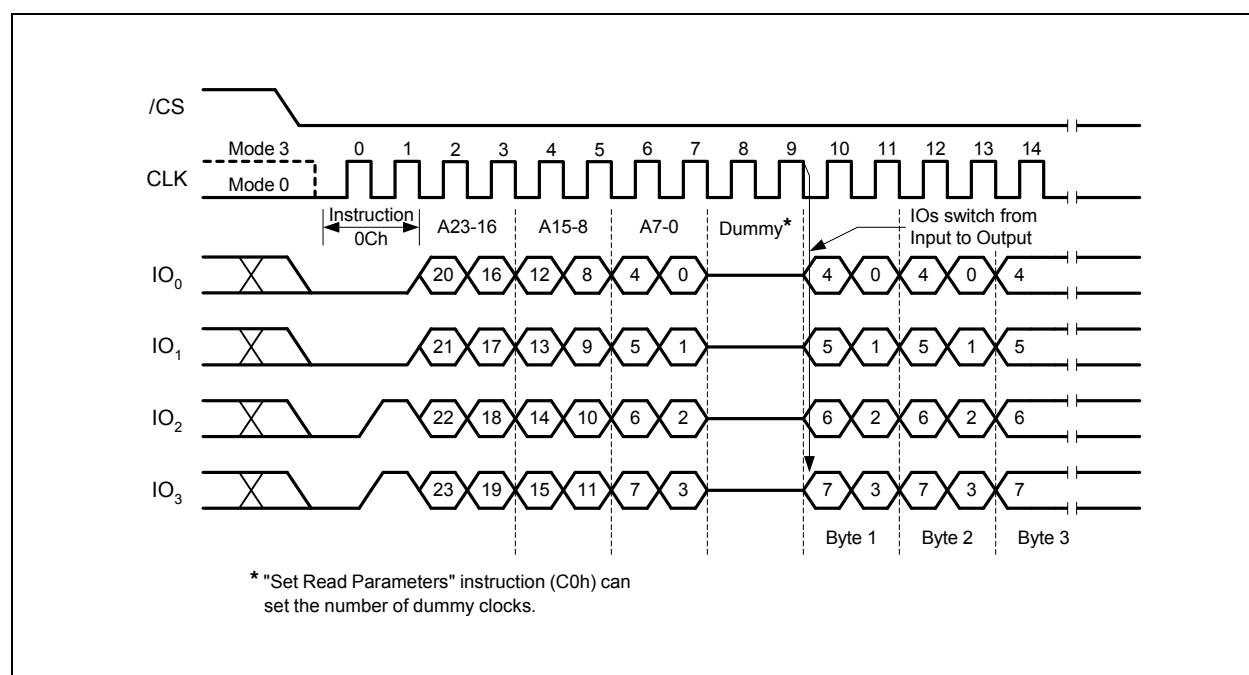 /CS
Mode 3
0 1 2 3 4 5 6 7 8 9 10 11 12 13 14
CLK
Mode 0
Instruction
0Ch
A23-16 A15-8 A7-0 Dummy*
IOs switch from
Input to Output
IO0 20 16 12 8 4 0 4 0 4 0 4
IO1 21 17 13 9 5 1 5 1 5 1 5
IO2 22 18 14 10 6 2 6 2 6 2 6
IO3 23 19 15 11 7 3 7 3 7 3 7
Byte 1 Byte 2 Byte 3
* "Set Read Parameters" instruction (C0h) can
set the number of dummy clocks.